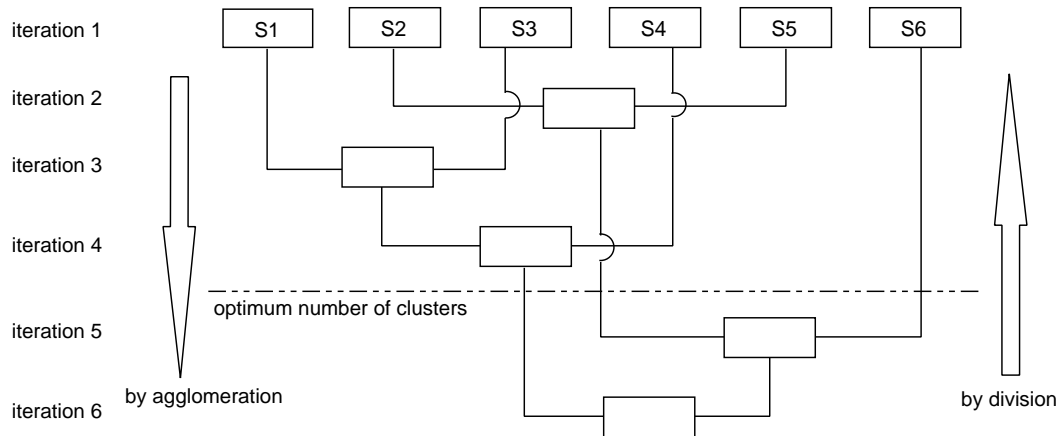 iteration 1
S1 S2 S3 S4 S5 S6
iteration 2
iteration 3
iteration 4
optimum number of clusters
iteration 5
by agglomeration
by division
iteration 6